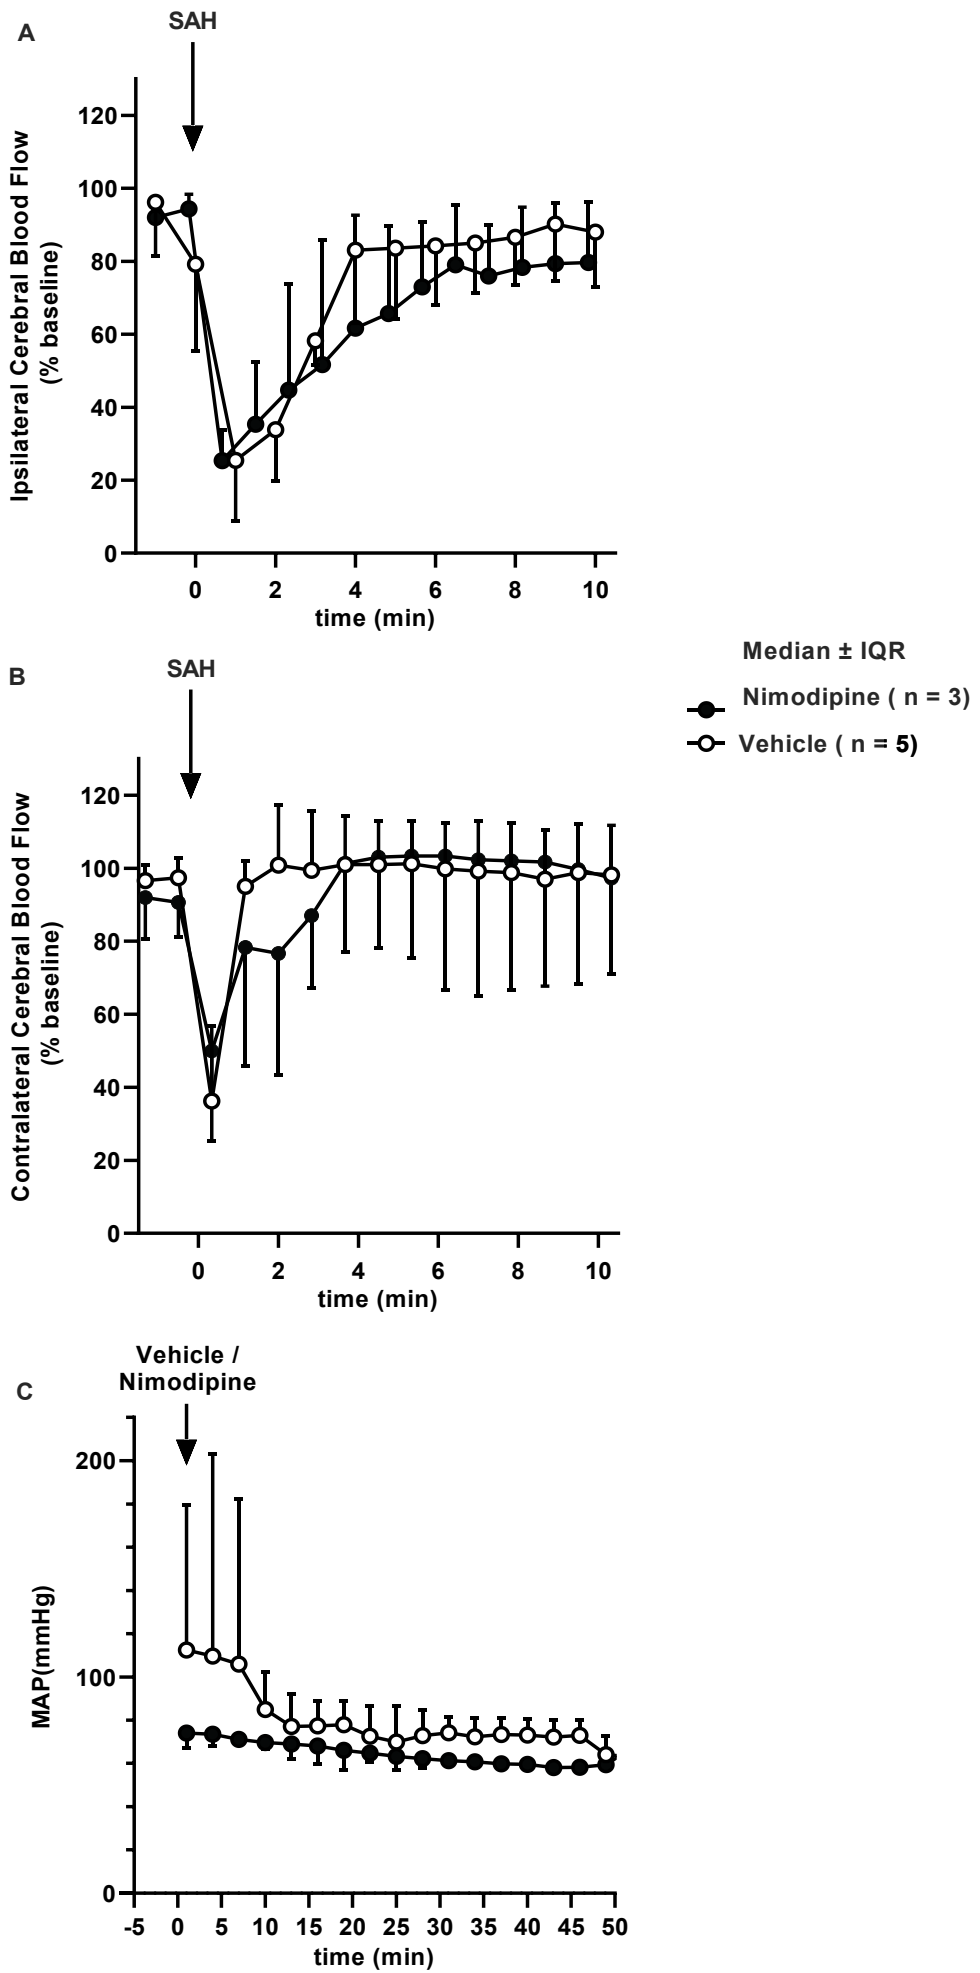 A
SAH
Ipsilateral Cerebral Blood Flow
(% baseline)
120
100
80
60
40
20
0
0 2 4 6 8 10
time (min)
Median ± IQR
Nimodipine ( n = 3)
Vehicle ( n = 5)
B
SAH
Contralateral Cerebral Blood Flow
(% baseline)
120
100
80
60
40
20
0
0 2 4 6 8 10
time (min)
C
Vehicle /
Nimodipine
MAP(mmHg)
200
100
0
-5 0 5 10 15 20 25 30 35 40 45 50
time (min)